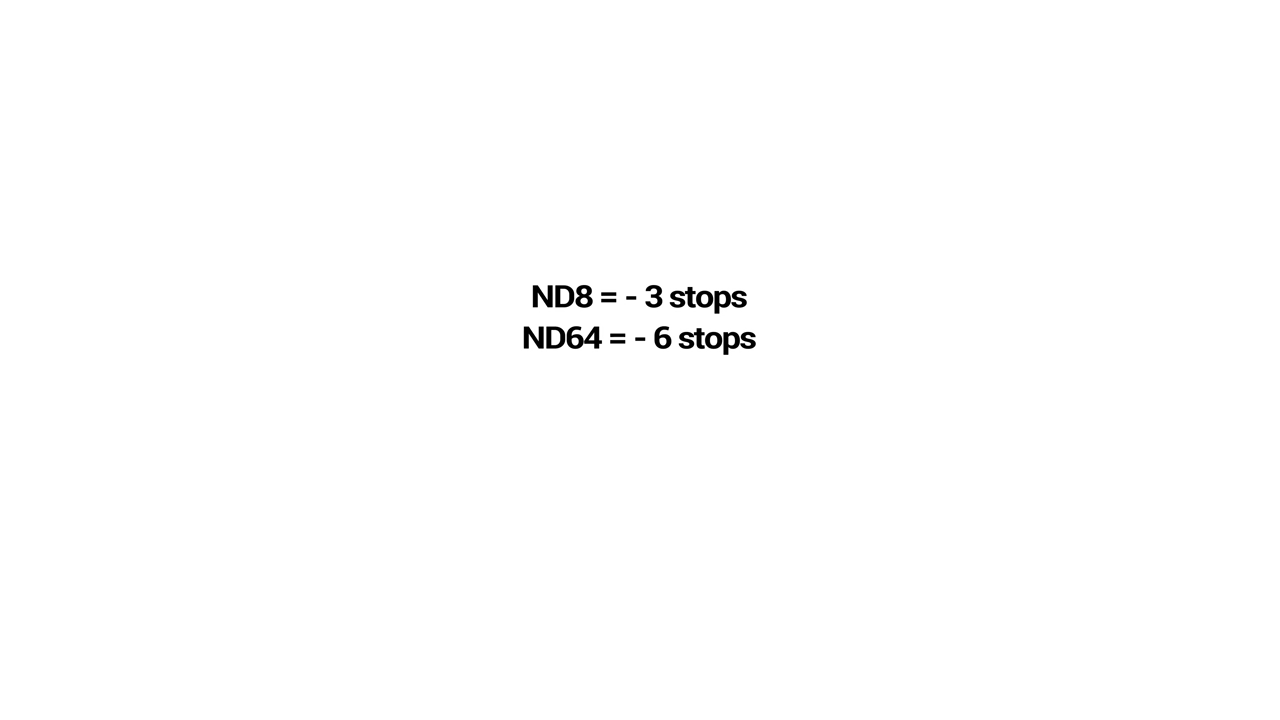 ND8 = - 3 stops
ND64 = - 6 stops